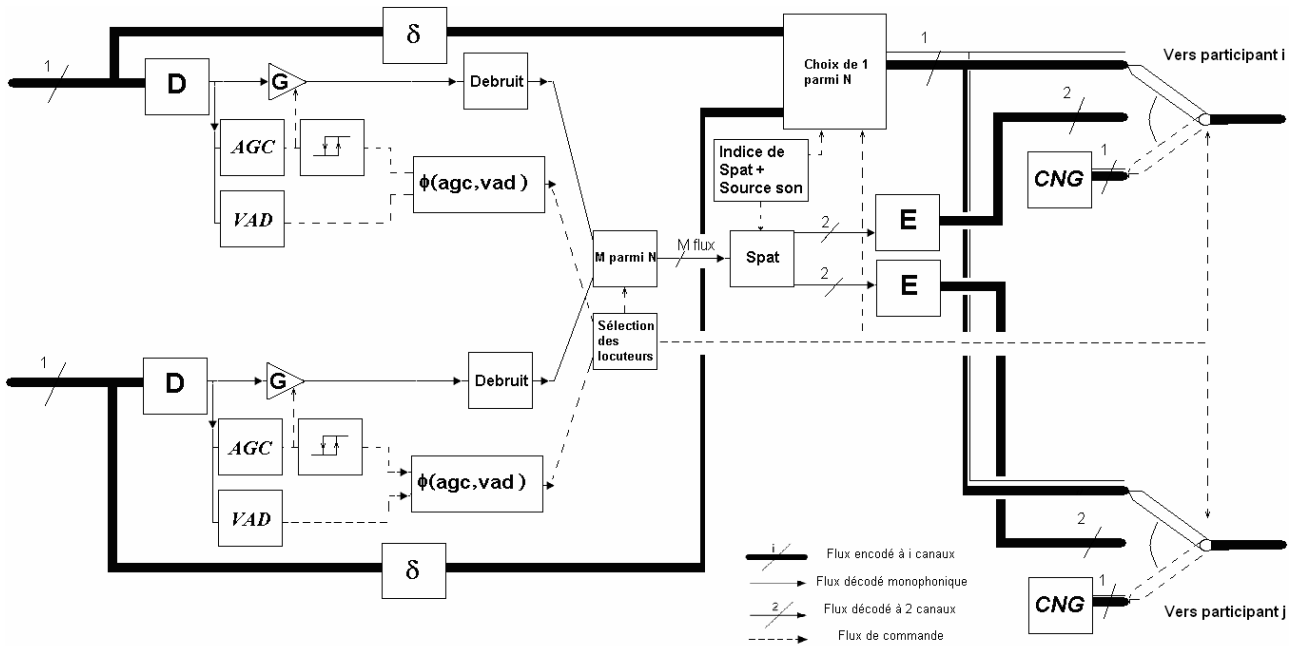 1
δ
1
Choix de 1
parmi N
Vers participant i
D
G
Debruit
2
AGC
VAD
ϕ(agc,vad )
Indice de
Spat +
Source son
CNG
1
2
E
M parmi N
M flux
Spat
2
E
Sélection
des
locuteurs
1
D
G
Debruit
AGC
VAD
ϕ(agc,vad )
2
δ
i
Flux encodé à i canaux
Flux décodé monophonique
2
Flux décodé à 2 canaux
Flux de commande
CNG
1
Vers participant j